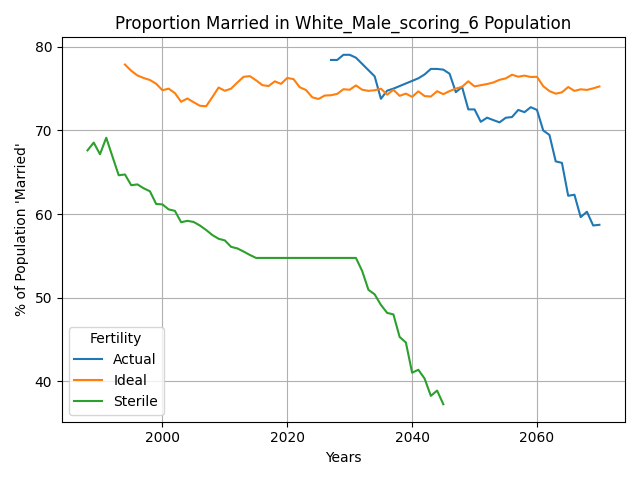 Proportion Married in White_Male_scoring_6 Population
% of Population 'Married'
80
70
60
50
40
Fertility
Actual
Ideal
Sterile
2000 2020 2040 2060
Years